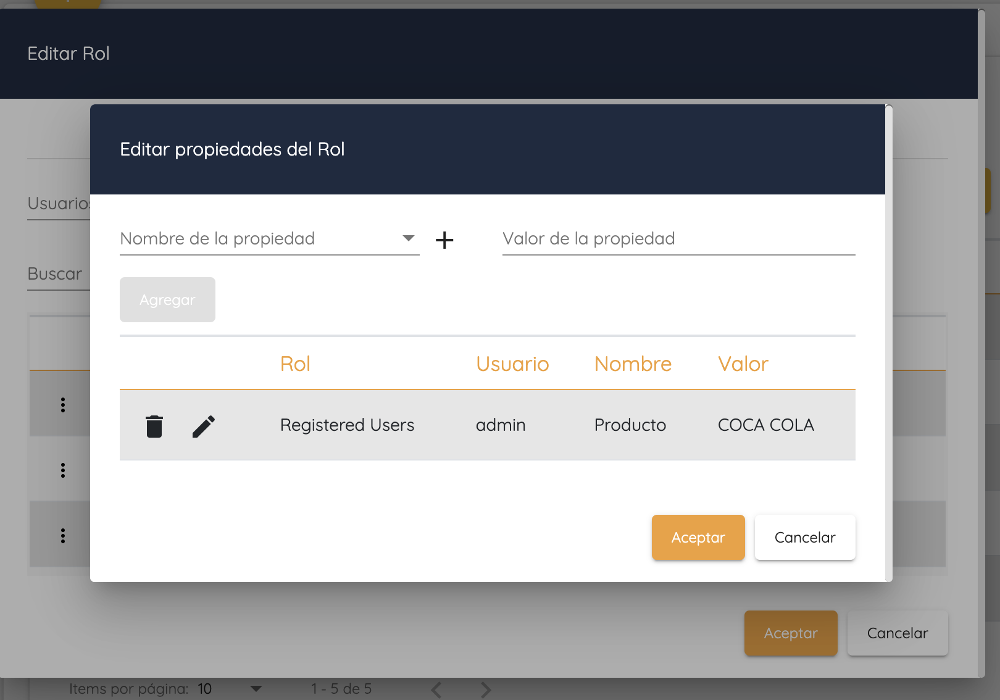 Editar Rol
Editar propiedades del Rol
Usuarios
Nombre de la propiedad
Valor de la propiedad
Buscar
Agregar
Rol Usuario Nombre Valor
Registered Users admin Producto COCA COLA
Aceptar Cancelar
Aceptar Cancelar
Items por página: 10 1 - 5 de 5